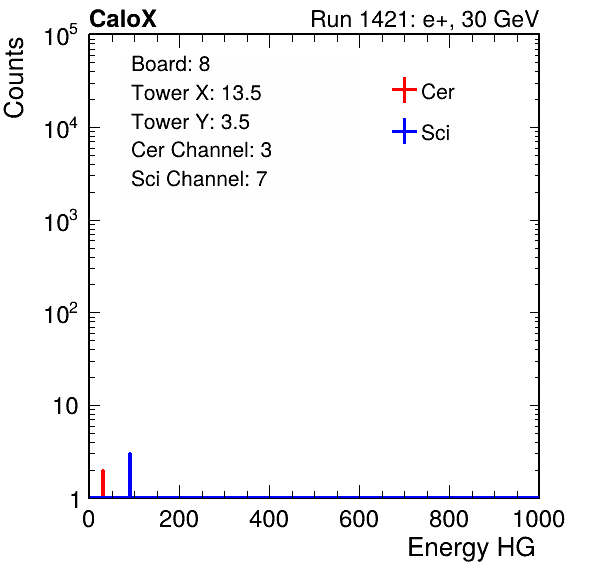 CaloX Run 1421: e+, 30 GeV
Counts
Board: 8
Tower X: 13.5
Tower Y: 3.5
Cer Channel: 3
Sci Channel: 7
Cer
Sci
10^5
10^4
10^3
10^2
10
1
0 200 400 600 800 1000
Energy HG